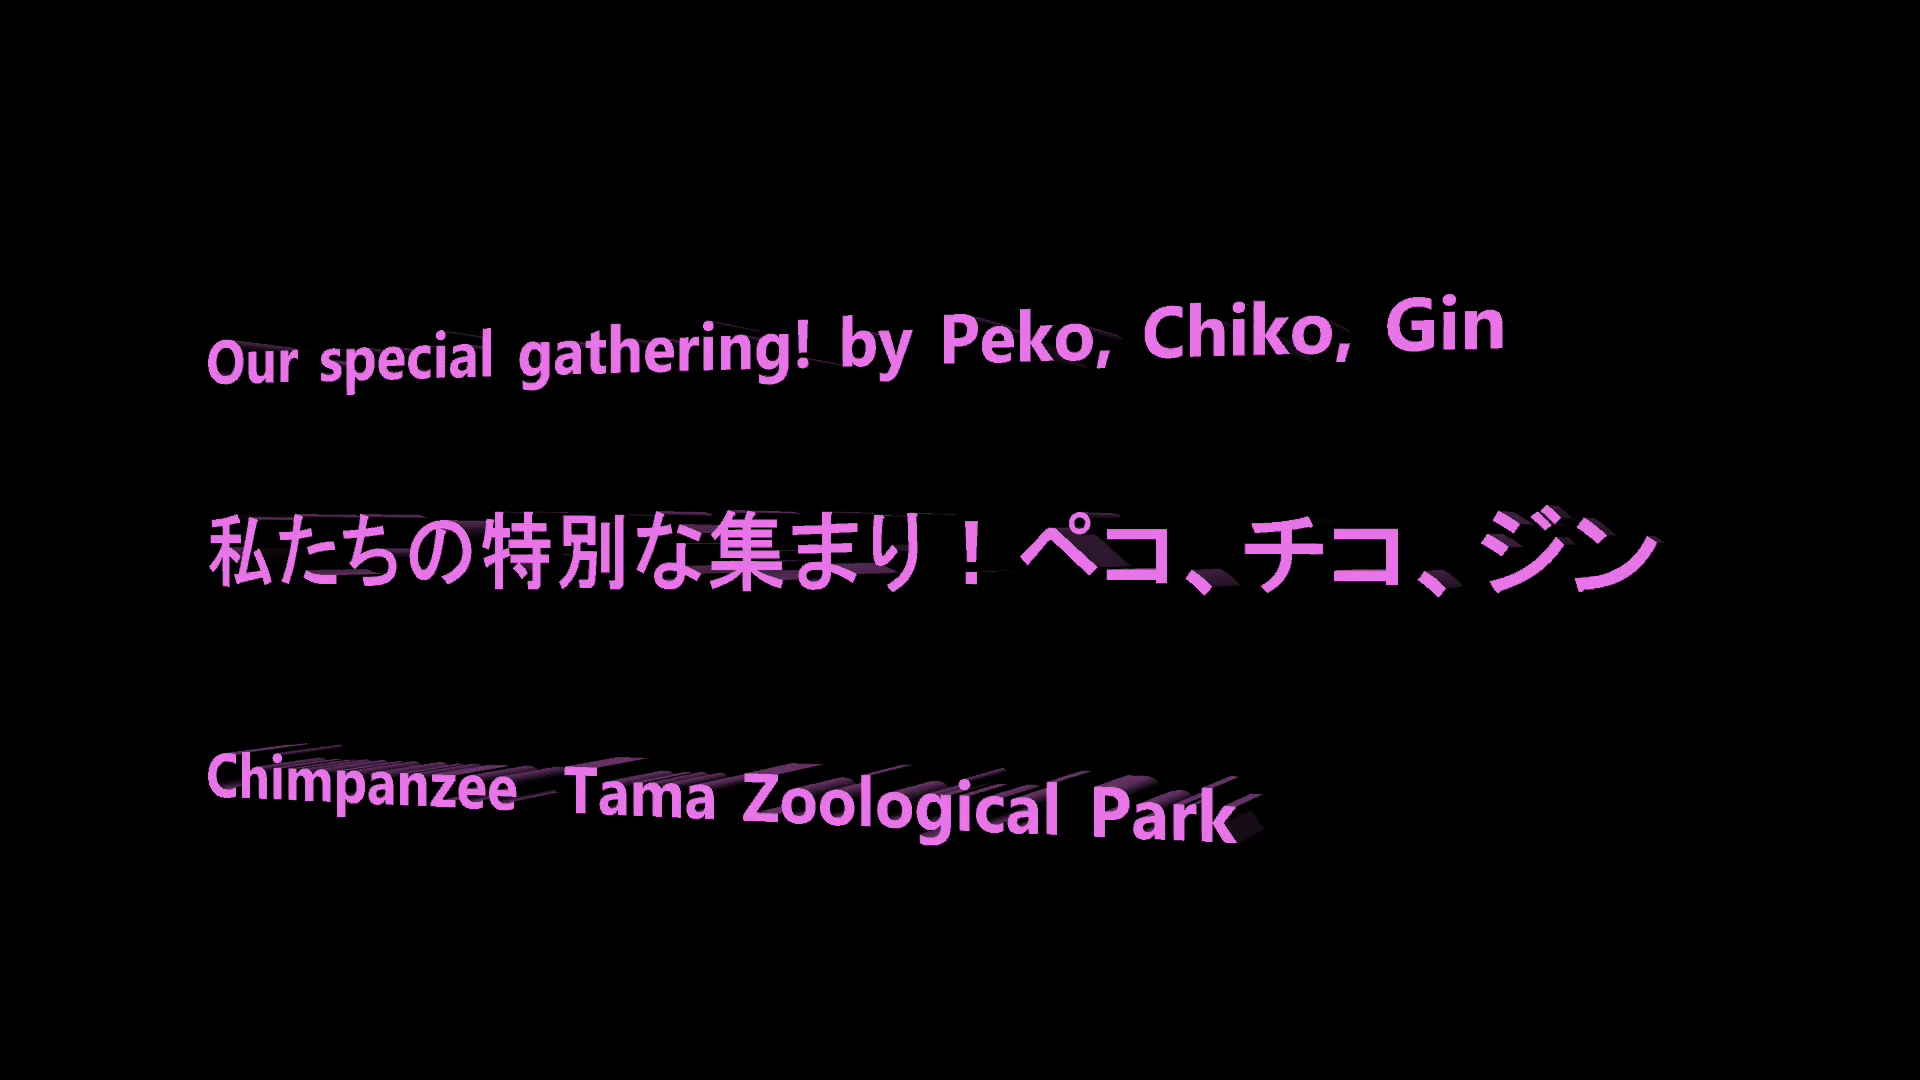 Our special gathering! by Peko, Chiko, Gin
私たちの特別な集まり！ペコ、チコ、ジン
Chimpanzee  Tama Zoological Park